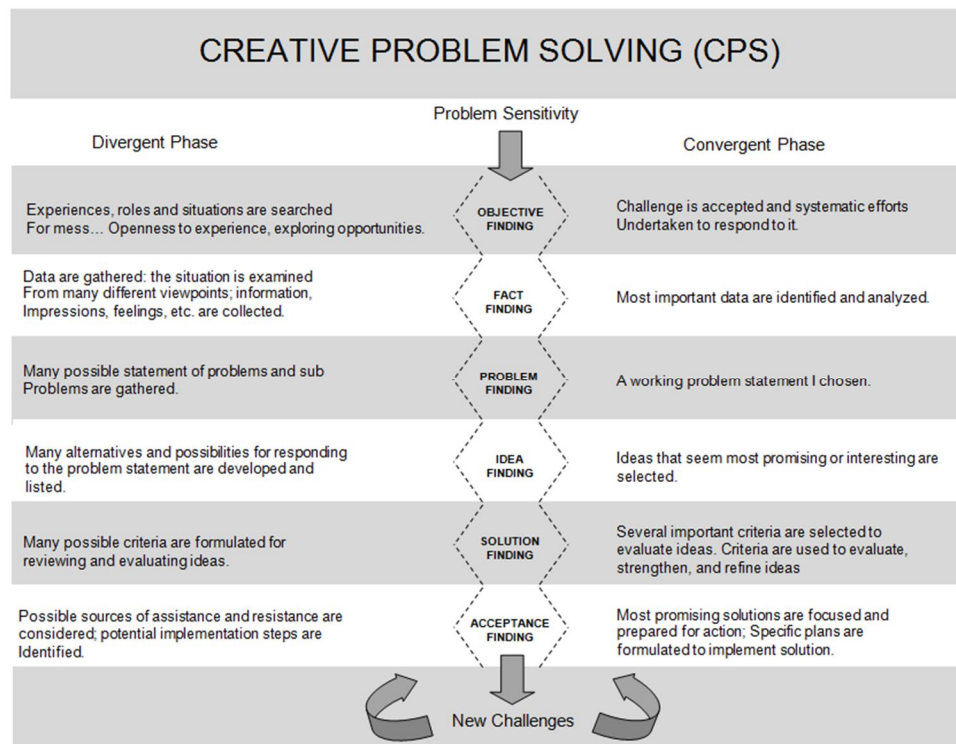 CREATIVE PROBLEM SOLVING (CPS)
Problem Sensitivity
Divergent Phase
Convergent Phase
Experiences, roles and situations are searched
For mess... Openness to experience, exploring opportunities.
OBJECTIVE
FINDING
Challenge is accepted and systematic efforts
Undertaken to respond to it.
Data are gathered: the situation is examined
From many different viewpoints; information,
Impressions, feelings, etc. are collected.
FACT
FINDING
Most important data are identified and analyzed.
Many possible statement of problems and sub
Problems are gathered.
PROBLEM
FINDING
A working problem statement I chosen.
Many alternatives and possibilities for responding
to the problem statement are developed and
listed.
IDEA
FINDING
Ideas that seem most promising or interesting are
selected.
Many possible criteria are formulated for
reviewing and evaluating ideas.
SOLUTION
FINDING
Several important criteria are selected to
evaluate ideas. Criteria are used to evaluate,
strengthen, and refine ideas
Possible sources of assistance and resistance are
considered; potential implementation steps are
Identified.
ACCEPTANCE
FINDING
Most promising solutions are focused and
prepared for action; Specific plans are
formulated to implement solution.
New Challenges